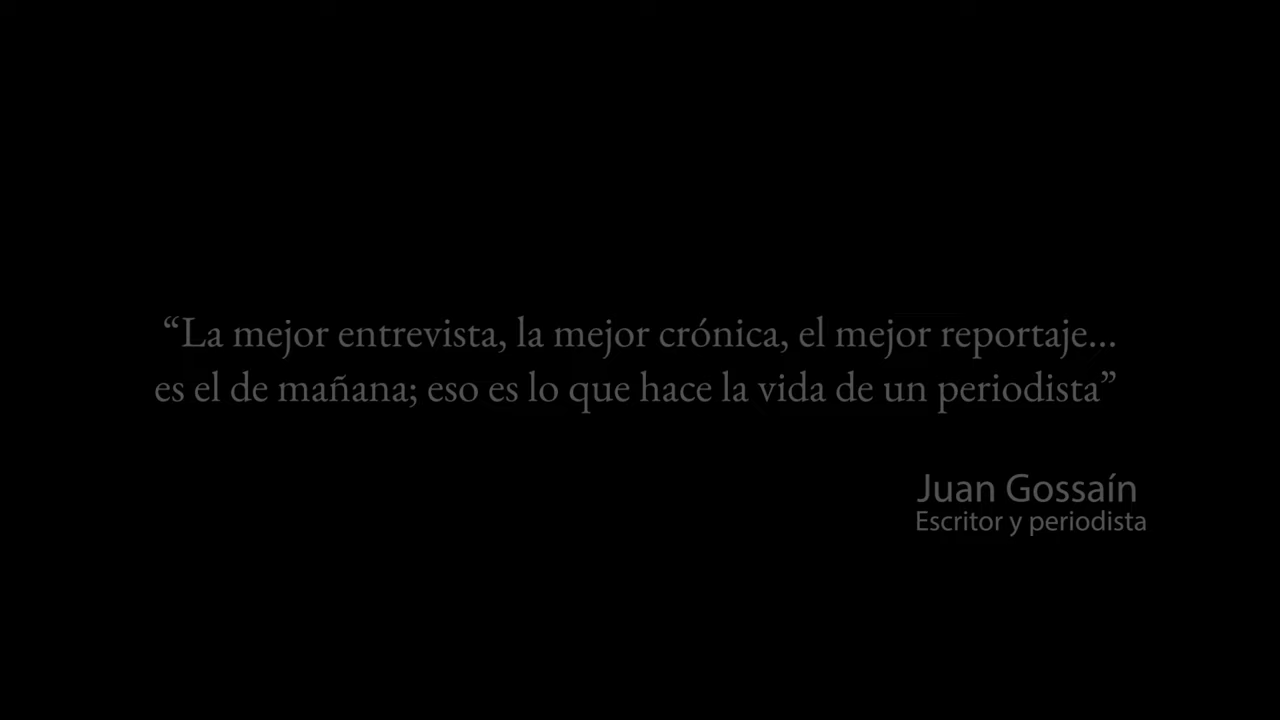 “La mejor entrevista, la mejor crónica, el mejor reportaje...
es el de mañana; eso es lo que hace la vida de un periodista”
Juan Gossaín
Escritor y periodista